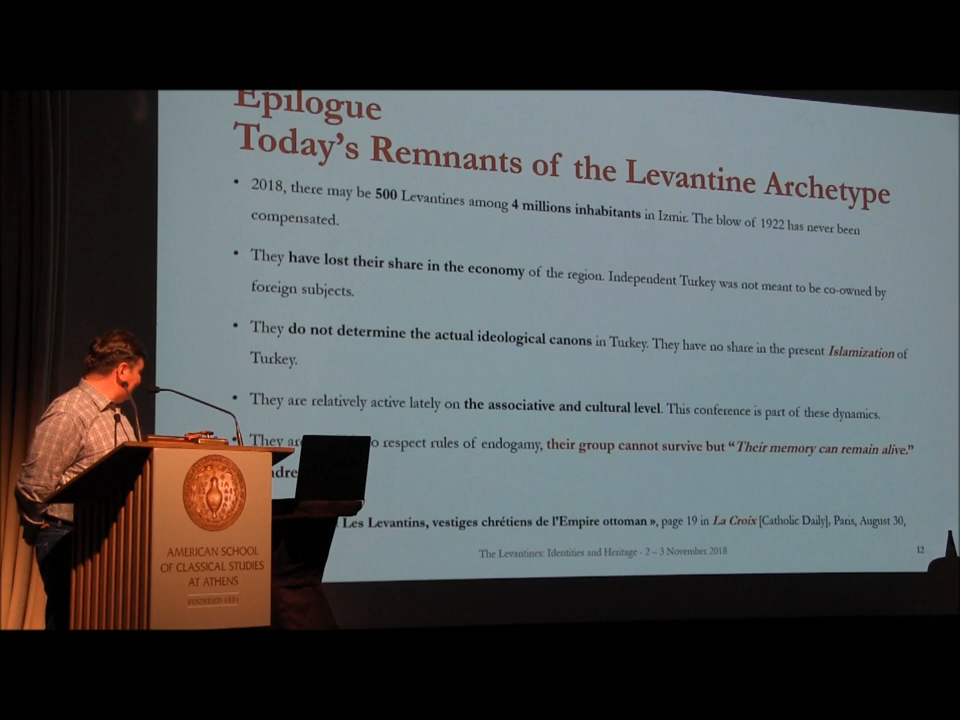 Epilogue
Today's Remnants of the Levantine Archetype
• 2018, there may be 500 Levantines among 4 millions inhabitants in Izmir. The blow of 1922 has never been
compensated.
• They have lost their share in the economy of the region. Independent Turkey was not meant to be co-owned by
foreign subjects.
• They do not determine the actual ideological canons in Turkey. They have no share in the present Islamization of
Turkey.
• They are relatively active lately on the associative and cultural level. This conference is part of these dynamics.
They o respect rules of endogamy, their group cannot survive but “Their memory can remain alive.”
Les Levantins, vestiges chrétiens de l'Empire ottoman », page 19 in La Croix [Catholic Daily], Paris, August 30,
The Levantines: Identities and Heritage - 2 – 3 November 2018
12
AMERICAN SCHOOL
OF CLASSICAL STUDIES
AT ATHENS
FOUNDED 1881